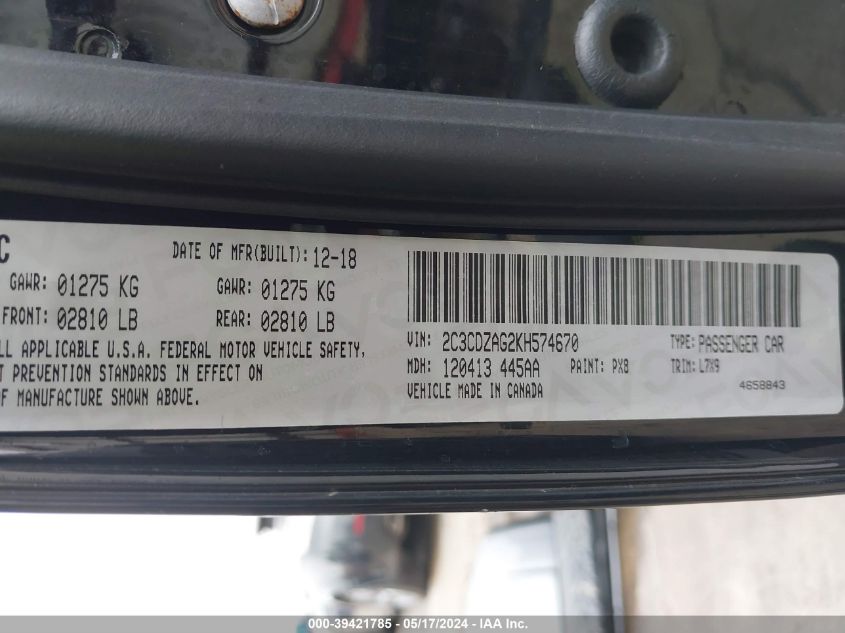 C
DATE OF MFR(BUILT): 12-18
GAWR: 01275 KG GAWR: 01275 KG
FRONT: 02810 LB REAR: 02810 LB
LL APPLICABLE U.S.A. FEDERAL MOTOR VEHICLE SAFETY,
T PREVENTION STANDARDS IN EFFECT ON
OF MANUFACTURE SHOWN ABOVE.
VIN: 2C3CDZAG2KH574670 TYPE: PASSENGER CAR
MDH: 120413 445AA PAINT: PX8 TRIM: L7X9
VEHICLE MADE IN CANADA 4658843
000-39421785 - 05/17/2024 - IAA Inc.